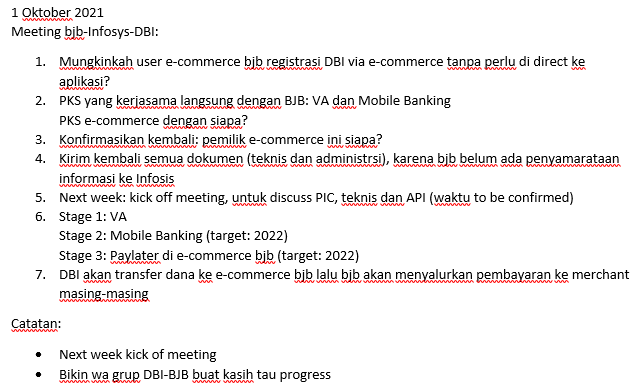 1 Oktober 2021
Meeting bjb-Infosys-DBI:
1. Mungkinkah user e-commerce bjb registrasi DBI via e-commerce tanpa perlu di direct ke
aplikasi?
2. PKS yang kerjasama langsung dengan BJB: VA dan Mobile Banking
PKS e-commerce dengan siapa?
3. Konfirmasikan kembali: pemilik e-commerce ini siapa?
4. Kirim kembali semua dokumen (teknis dan administrsi), karena bjb belum ada penyamarataan
informasi ke Infosis
5. Next week: kick off meeting, untuk discuss PIC, teknis dan API (waktu to be confirmed)
6. Stage 1: VA
Stage 2: Mobile Banking (target: 2022)
Stage 3: Paylater di e-commerce bjb (target: 2022)
7. DBI akan transfer dana ke e-commerce bjb lalu bjb akan menyalurkan pembayaran ke merchant
masing-masing
Catatan:
• Next week kick of meeting
• Bikin wa grup DBI-BJB buat kasih tau progress